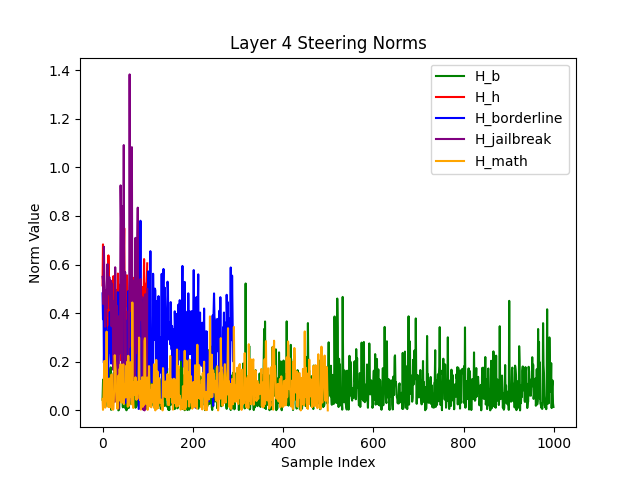 Layer 4 Steering Norms
Norm Value
1.4
1.2
1.0
0.8
0.6
0.4
0.2
0.0
H_b
H_h
H_borderline
H_jailbreak
H_math
0
200
400
600
800
1000
Sample Index